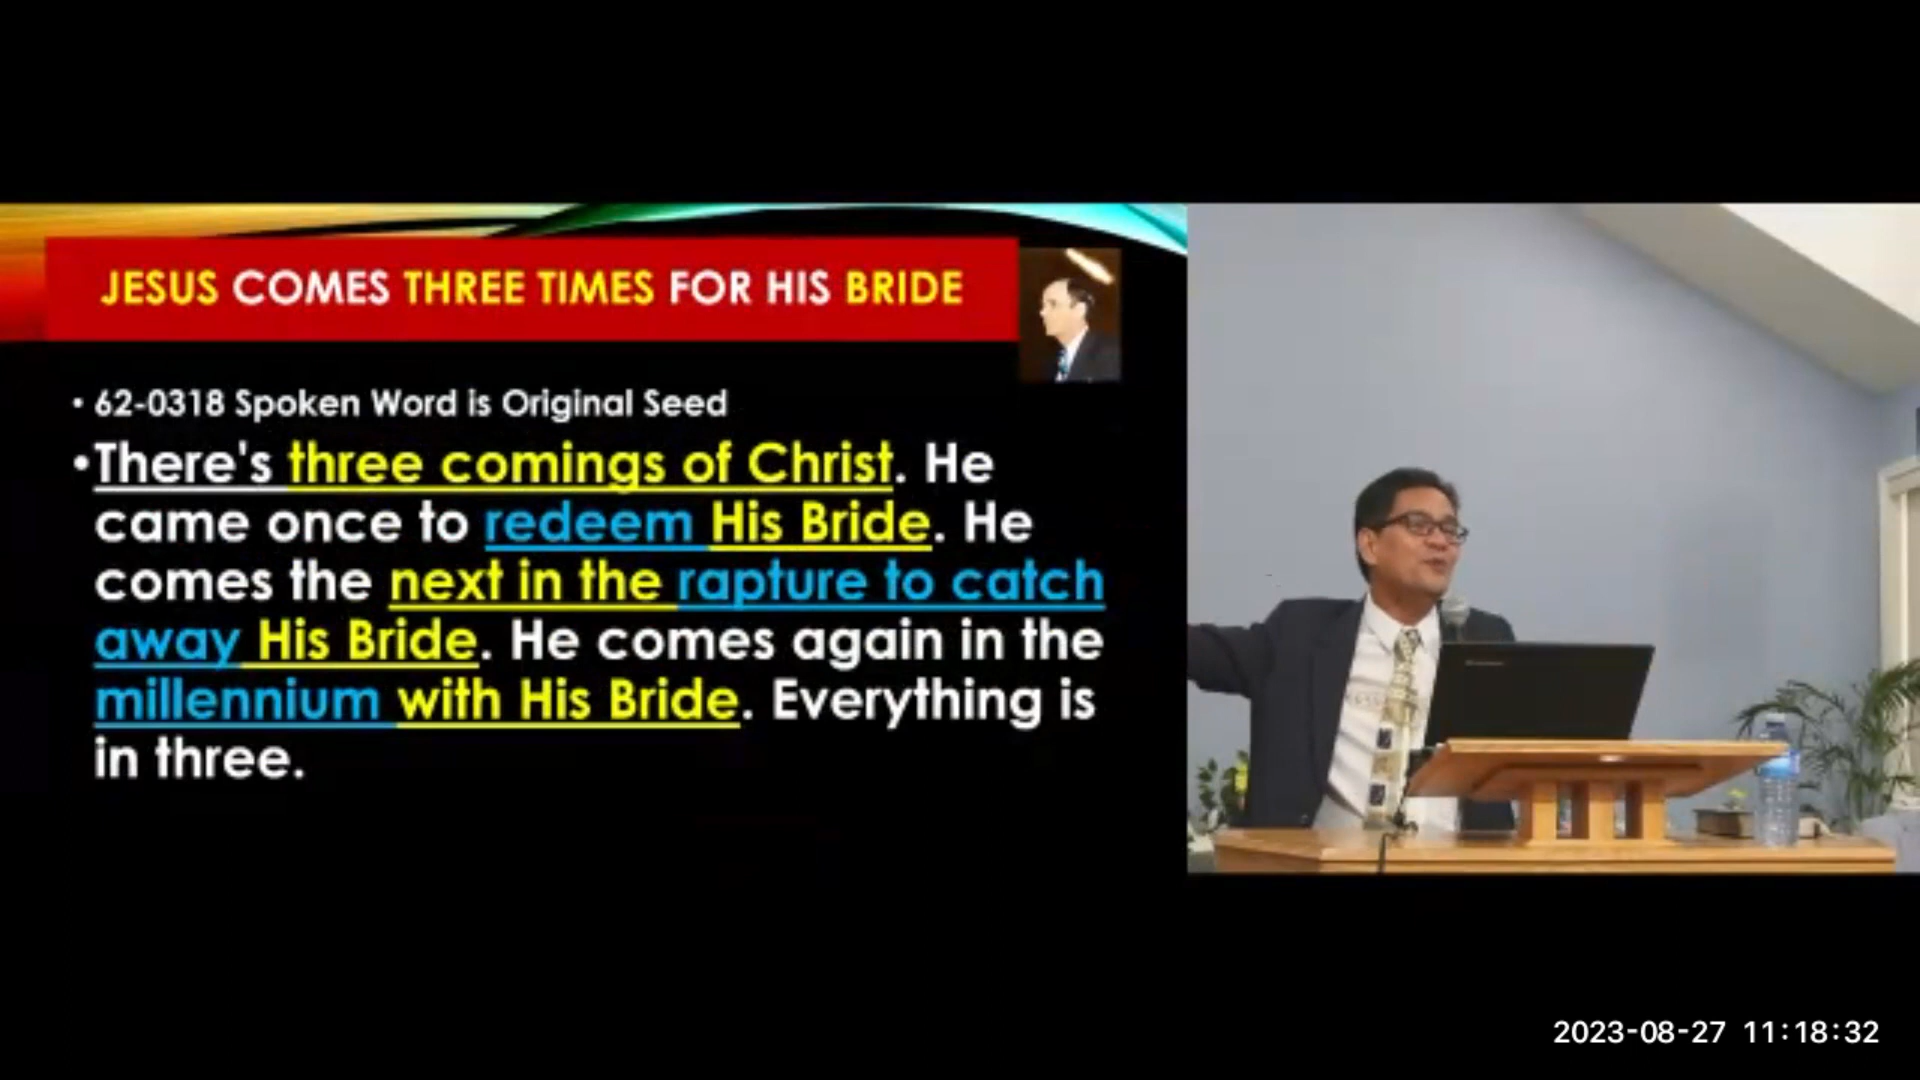 JESUS COMES THREE TIMES FOR HIS BRIDE
• 62-0318 Spoken Word is Original Seed
•There's three comings of Christ. He
came once to redeem His Bride. He
comes the next in the rapture to catch
away His Bride. He comes again in the
millennium with His Bride. Everything is
in three.
2023-08-27 11:18:32